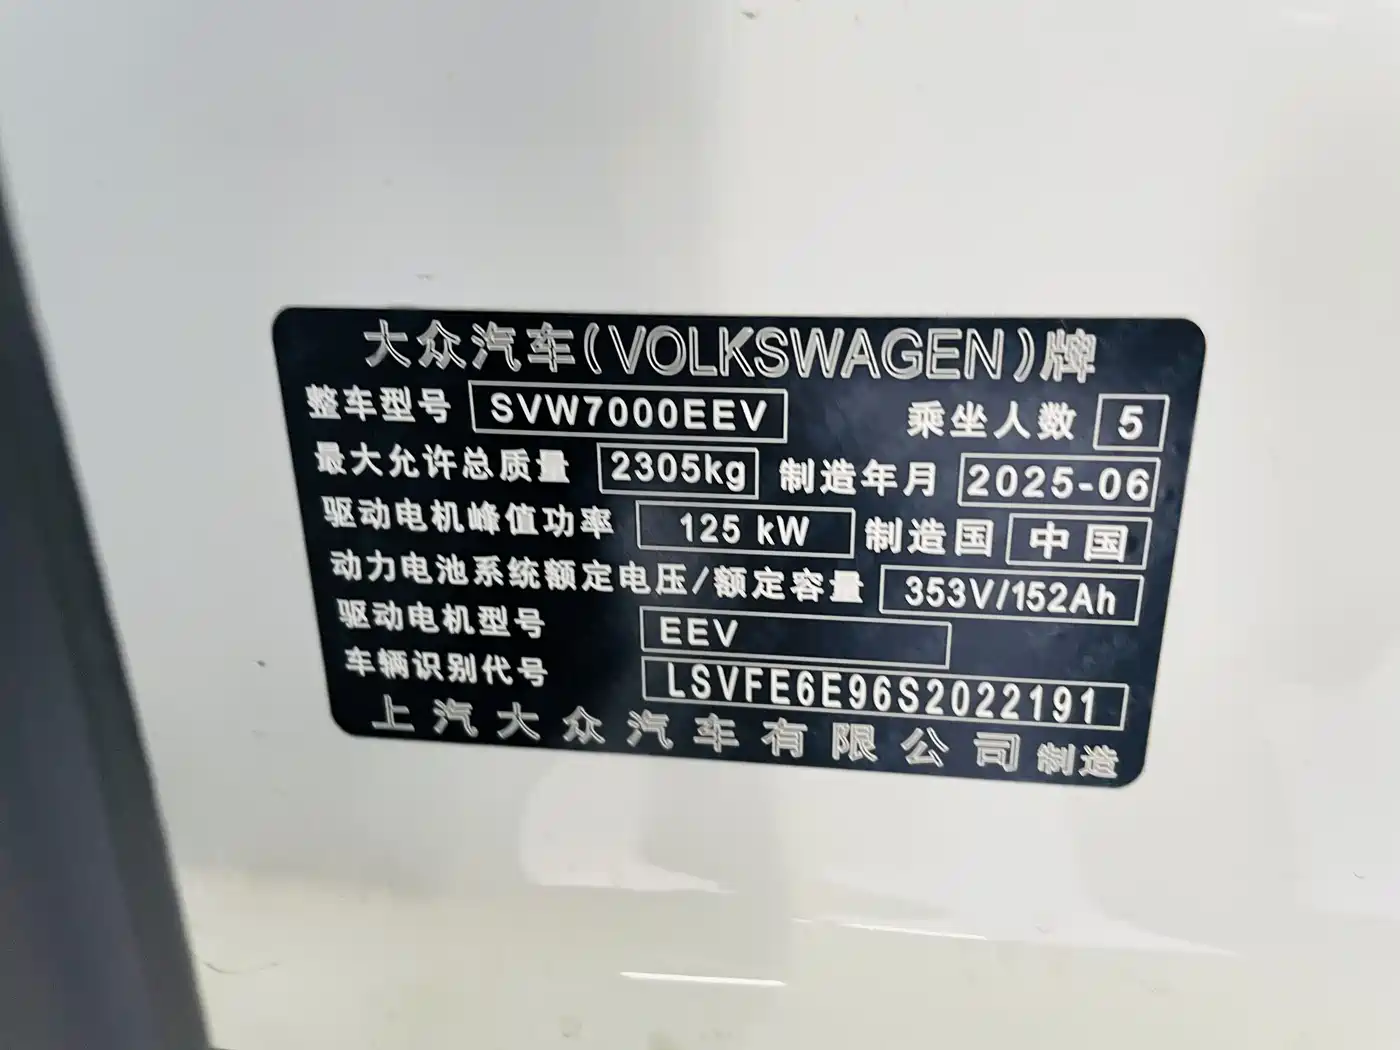 大众汽车(VOLKSWAGEN)牌
整车型号 SVW7000EEV 乘坐人数 5
最大允许总质量 2305kg 制造年月 2025-06
驱动电机峰值功率 125 kW 制造国 中国
动力电池系统额定电压/额定容量 353V/152Ah
驱动电机型号 EEV
车辆识别代号 LSVFE6E96S2022191
上汽大众汽车有限公司制造